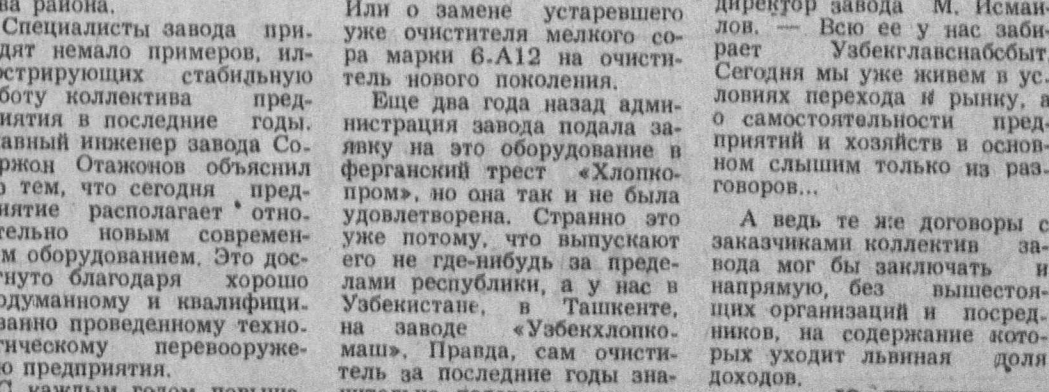 ва района.
Специалисты завода при-
дят немало примеров, ил-
стрирующих стабильную
боту коллектива пред-
иятия в последние годы.
авный инженер завода Со-
ржон Отажонов объяснил
о тем, что сегодня пред-
иятие располагает отно-
тельно новым современ-
м оборудованием. Это дос-
гнуто благодаря хорошо
одуманному и квалифици-
ванно проведенному техно-
гическому перевооруже-
ю предприятия.
С каждым годом повыше-
Или о замене устаревшего
уже очистителя мелкого со-
ра марки 6.А12 на очисти-
тель нового поколения.
Еще два года назад адми-
нистрация завода подала за-
явку на это оборудование в
ферганский трест «Хлопко-
пром», но она так и не была
удовлетворена. Странно это
уже потому, что выпускают
его не где-нибудь за преде-
лами республики, а у нас в
Узбекистане, в Ташкенте,
на заводе «Узбекхлопко-
маш». Правда, сам очисти-
тель за последние годы зна-
директор завода М. Исмаи-
лов. — Всю ее у нас заби-
рает Узбекглавснабсбыт.
Сегодня мы уже живем в ус-
ловиях перехода к рынку, а
о самостоятельности пред-
приятий и хозяйств в основ-
ном слышим только из раз-
говоров...
А ведь те же договоры с
заказчиками коллектив за-
вода мог бы заключать и
напрямую, без вышестоя-
щих организаций и посред-
ников, на содержание кото-
рых уходит львиная доля
доходов.